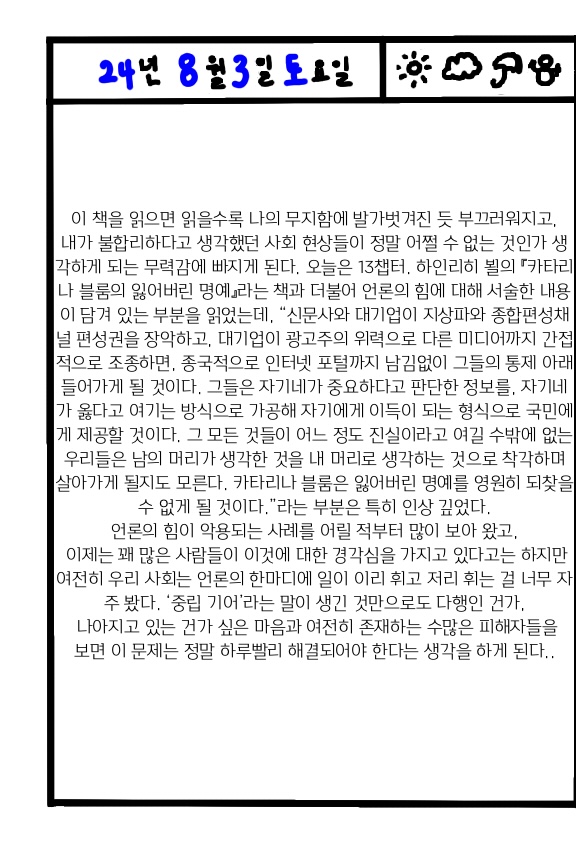 24년 8월 3일 토요일
이 책을 읽으면 읽을수록 나의 무지함에 발가벗겨진 듯 부끄러워지고,
내가 불합리하다고 생각했던 사회 현상들이 정말 어쩔 수 없는 것인가 생
각하게 되는 무력감에 빠지게 된다. 오늘은 13챕터, 하인리히 뵐의 『카타리
나 블룸의 잃어버린 명예』라는 책과 더불어 언론의 힘에 대해 서술한 내용
이 담겨 있는 부분을 읽었는데, “신문사와 대기업이 지상파와 종합편성채
널 편성권을 장악하고, 대기업이 광고주의 위력으로 다른 미디어까지 간접
적으로 조종하면, 종국적으로 인터넷 포털까지 남김없이 그들의 통제 아래
들어가게 될 것이다. 그들은 자기네가 중요하다고 판단한 정보를, 자기네
가 옳다고 여기는 방식으로 가공해 자기에게 이득이 되는 형식으로 국민에
게 제공할 것이다. 그 모든 것들이 어느 정도 진실이라고 여길 수밖에 없는
우리들은 남의 머리가 생각한 것을 내 머리로 생각하는 것으로 착각하며
살아가게 될지도 모른다. 카타리나 블룸은 잃어버린 명예를 영원히 되찾을
수 없게 될 것이다.”라는 부분은 특히 인상 깊었다.
언론의 힘이 악용되는 사례를 어릴 적부터 많이 보아 왔고,
이제는 꽤 많은 사람들이 이것에 대한 경각심을 가지고 있다고는 하지만
여전히 우리 사회는 언론의 한마디에 일이 이리 휘고 저리 휘는 걸 너무 자
주 봤다. ‘중립 기어’라는 말이 생긴 것만으로도 다행인 건가,
나아지고 있는 건가 싶은 마음과 여전히 존재하는 수많은 피해자들을
보면 이 문제는 정말 하루빨리 해결되어야 한다는 생각을 하게 된다..